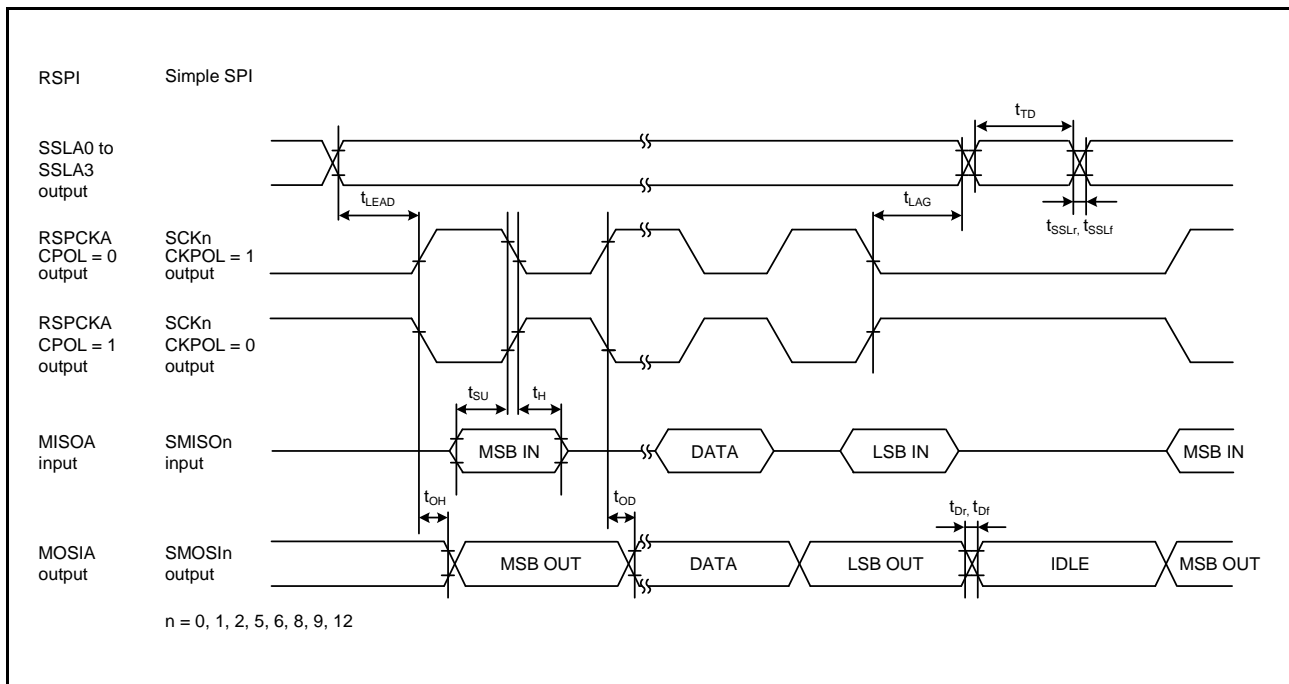 RSPI Simple SPI
tTD
SSLA0 to
SSLA3
output
tLEAD tLAG
tSSLr, tSSLf
RSPCKA SCKn
CPOL = 0 CKPOL = 1
output output
RSPCKA SCKn
CPOL = 1 CKPOL = 0
output output
tSU tH
MISOA SMISOn
input input
MSB IN DATA LSB IN MSB IN
tOH tOD tDr, tDf
MOSIA SMOSIn
output output
MSB OUT DATA LSB OUT IDLE MSB OUT
n = 0, 1, 2, 5, 6, 8, 9, 12